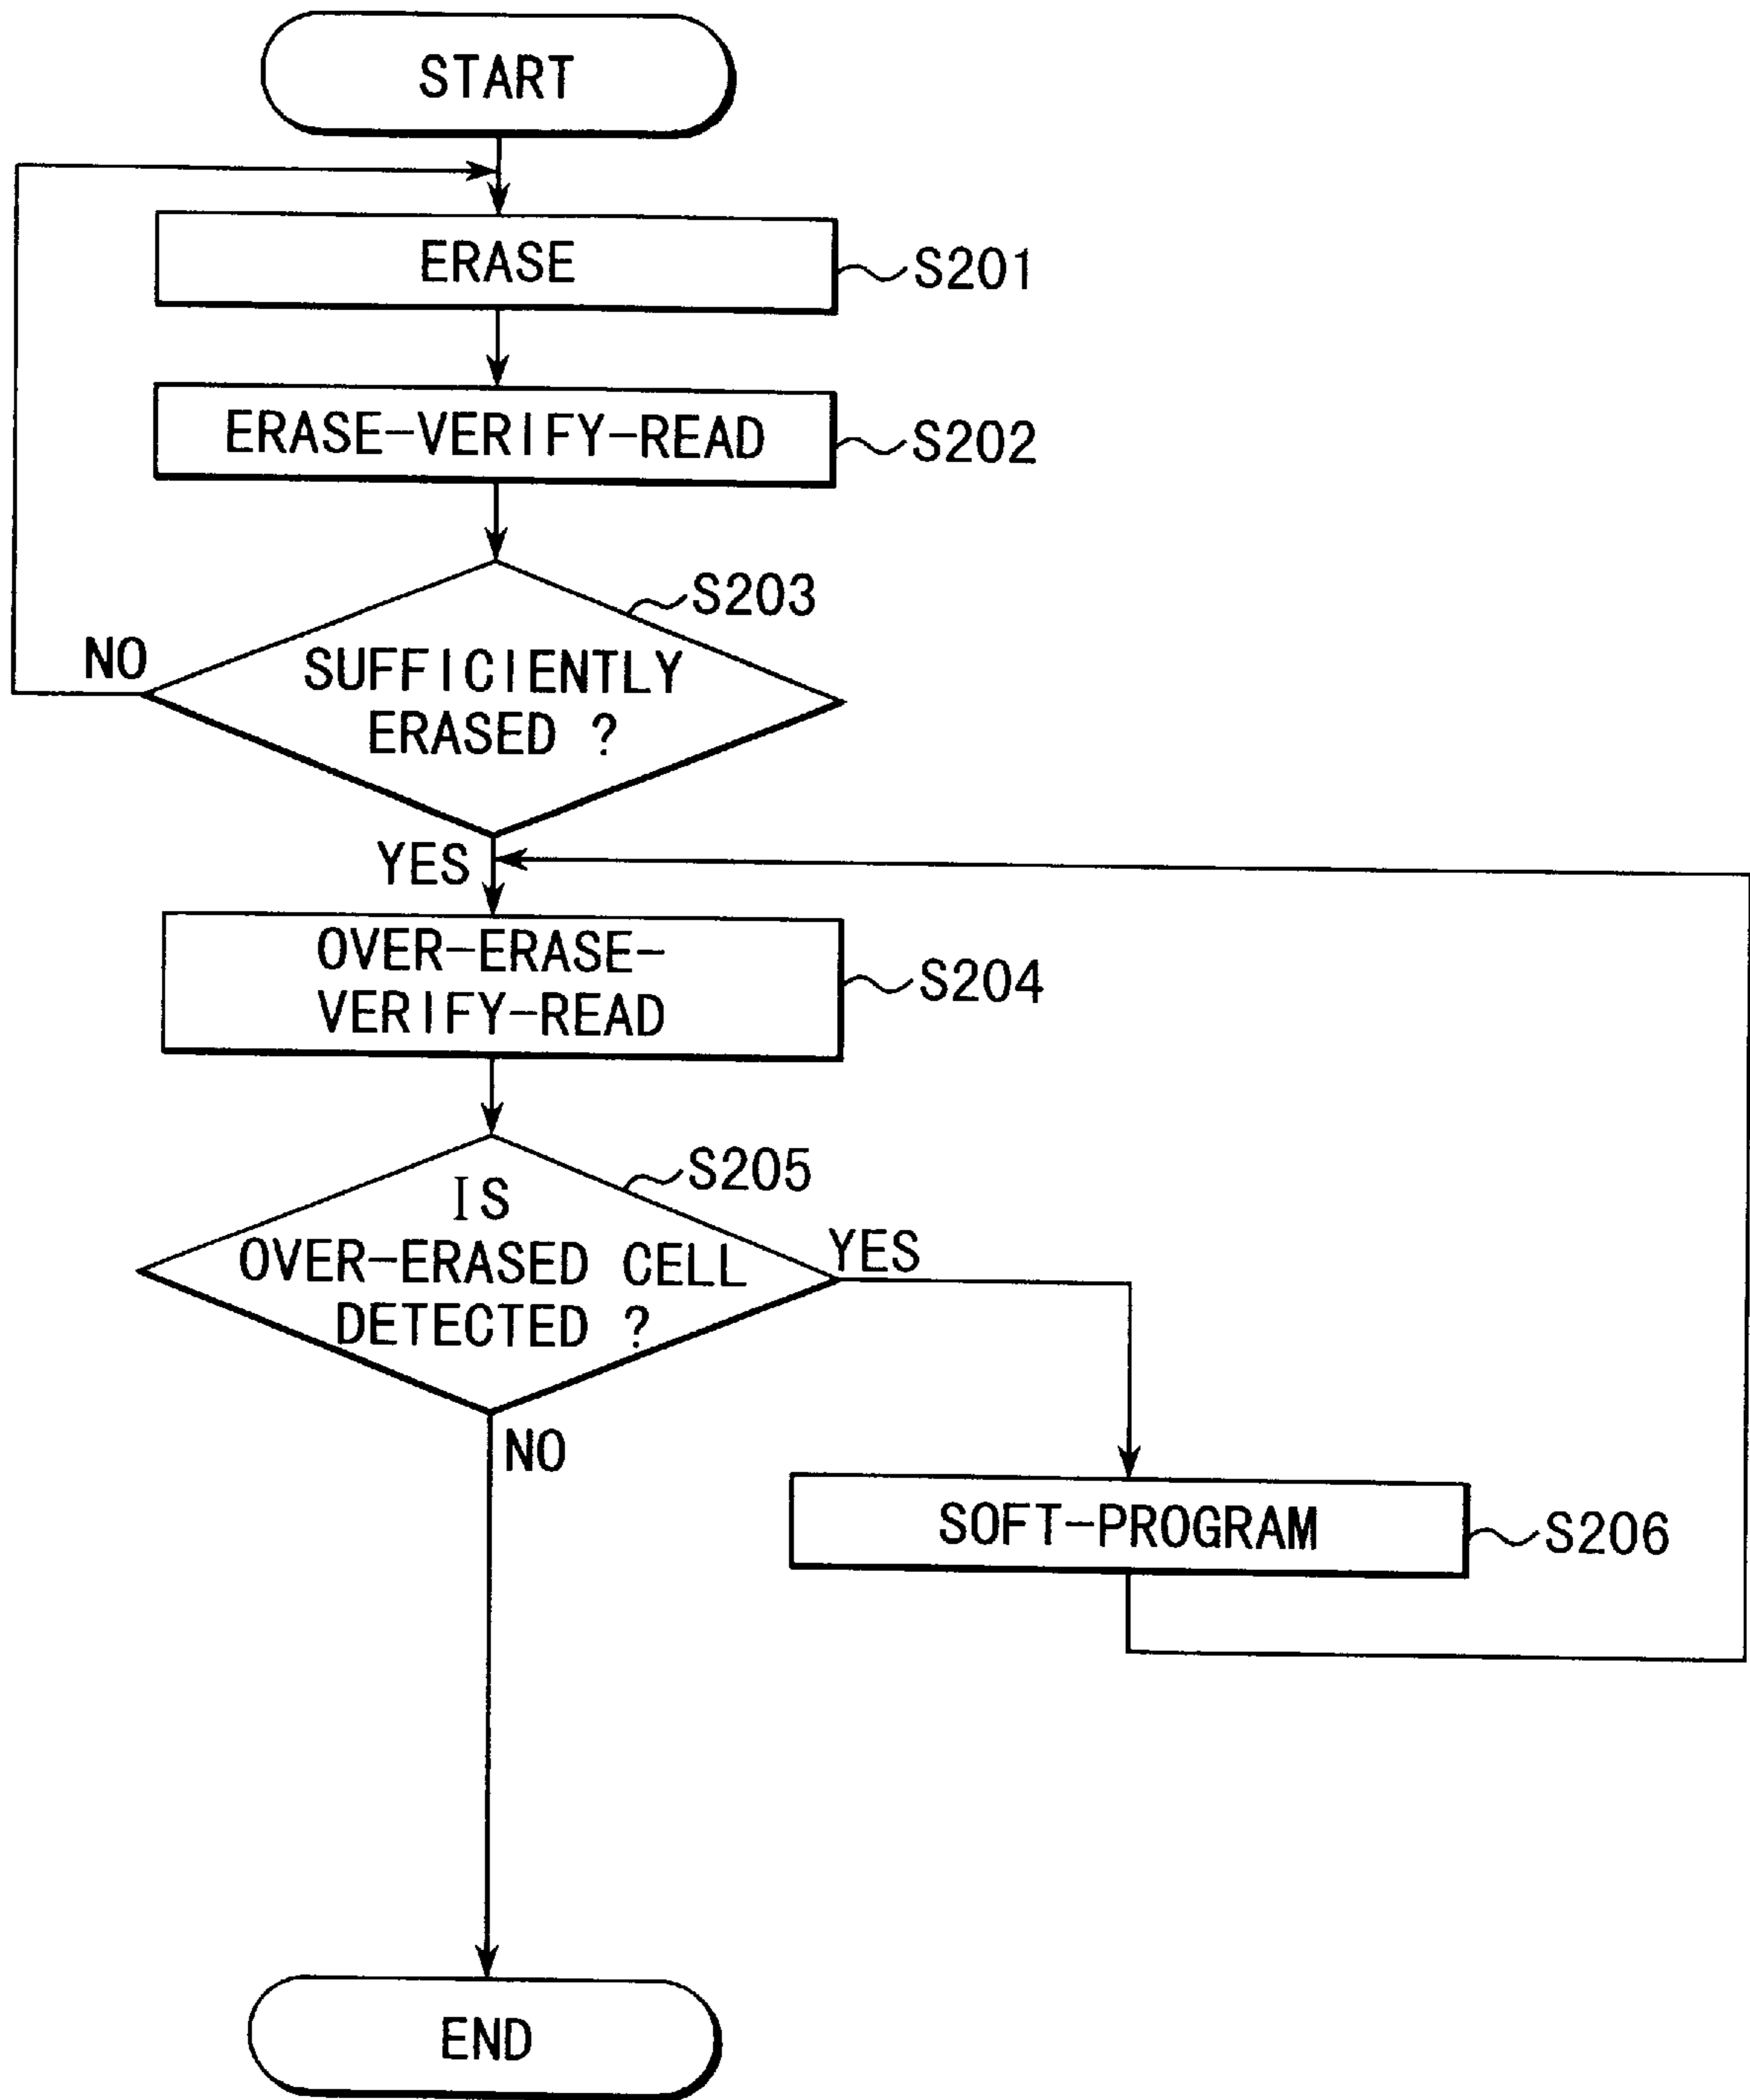 START
ERASE
S201
ERASE-VERIFY-READ
S202
S203
NO
SUFFICIENTLY
ERASED ?
YES
OVER-ERASE-
VERIFY-READ
S204
S205
IS
OVER-ERASED CELL
DETECTED ?
YES
NO
SOFT-PROGRAM
S206
END